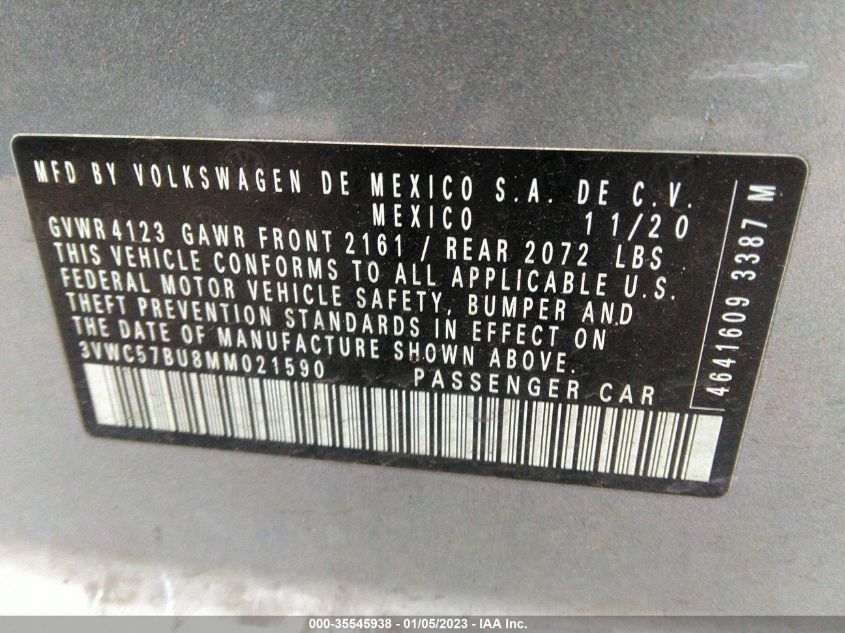 MFD BY VOLKSWAGEN DE MEXICO S.A. DE C.V.
MEXICO 11/20
GVWR 4123 GAWR FRONT 2161 / REAR 2072 LBS
THIS VEHICLE CONFORMS TO ALL APPLICABLE U.S.
FEDERAL MOTOR VEHICLE SAFETY, BUMPER AND
THEFT PREVENTION STANDARDS IN EFFECT ON
THE DATE OF MANUFACTURE SHOWN ABOVE.
3VWC57BU8MM021590 PASSENGER CAR
4641609 3387 M
000-35545938 - 01/05/2023 - IAA Inc.